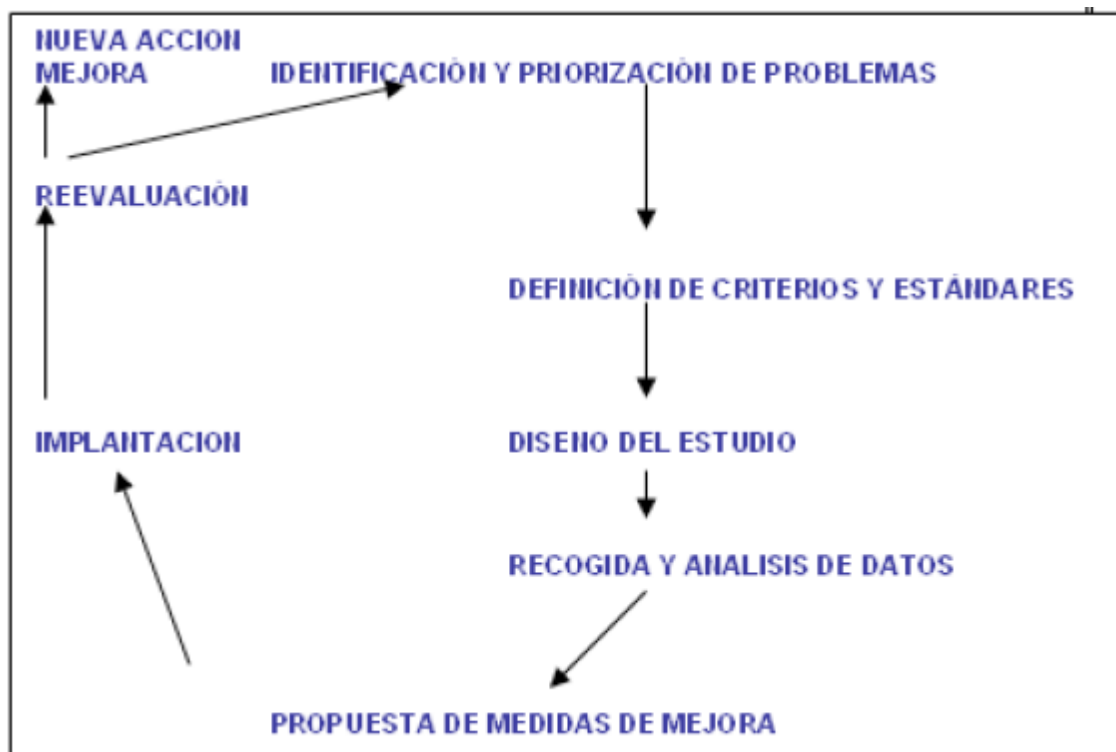 NUEVA ACCION
MEJORA
IDENTIFICACIÓN Y PRIORIZACIÓN DE PROBLEMAS
REEVALUACIÓN
DEFINICIÓN DE CRITERIOS Y ESTÁNDARES
IMPLANTACION
DISENO DEL ESTUDIO
RECOGIDA Y ANALISIS DE DATOS
PROPUESTA DE MEDIDAS DE MEJORA